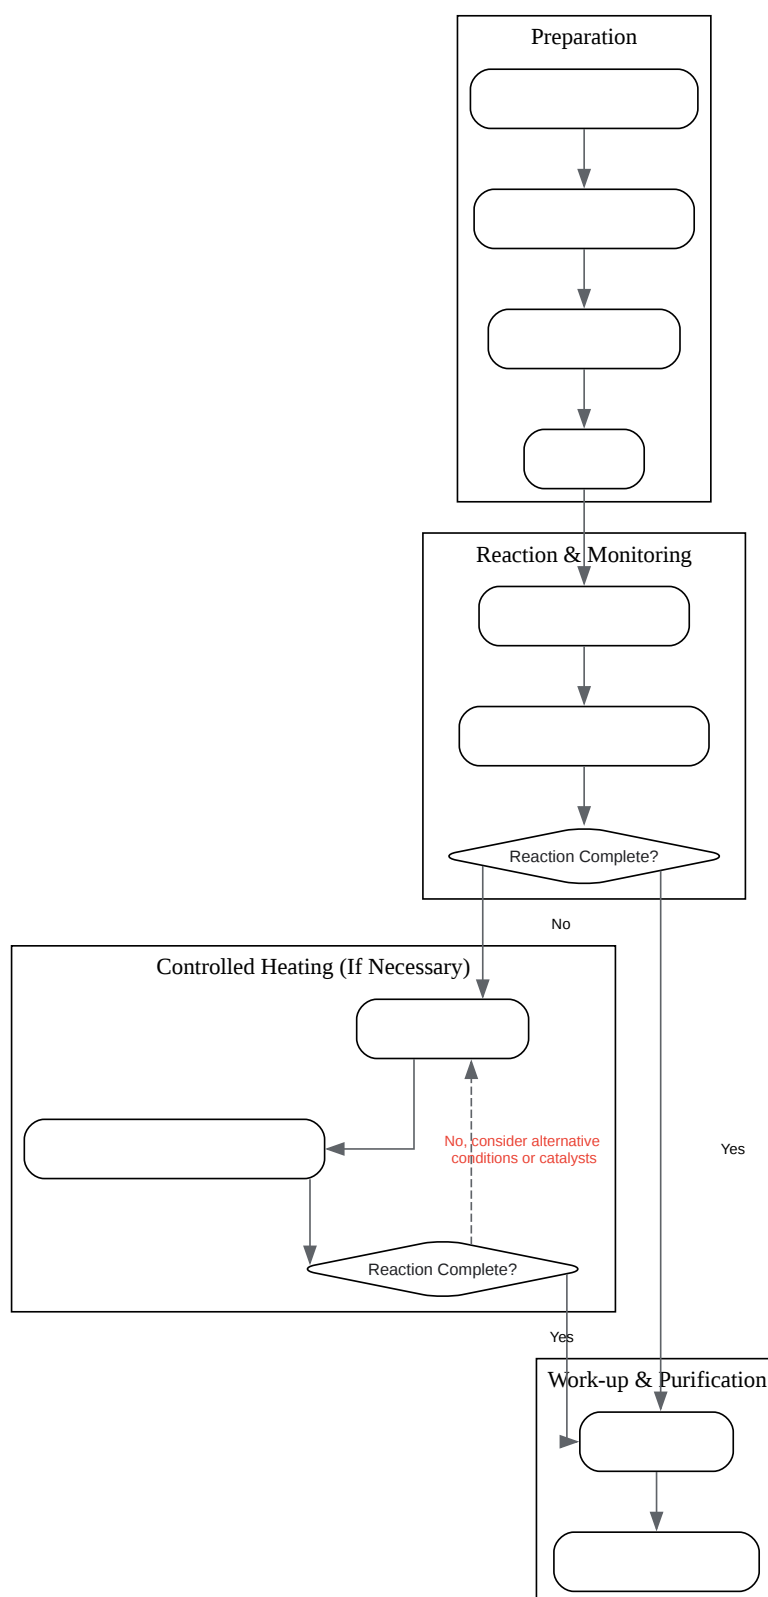 Preparation
Reaction & Monitoring
Reaction Complete?
No
Controlled Heating (If Necessary)
No, consider alternative
conditions or catalysts
Yes
Reaction Complete?
Yes
Work-up & Purification